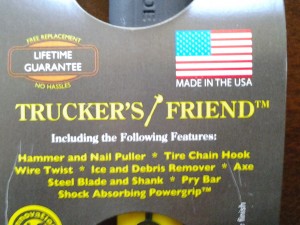 FREE REPLACEMENT
LIFETIME
GUARANTEE
NO HASSLES
MADE IN THE USA
TRUCKER'S FRIEND™
Including the Following Features:
Hammer and Nail Puller * Tire Chain Hook
Wire Twist * Ice and Debris Remover * Axe
Steel Blade and Shank * Pry Bar
Shock Absorbing Powergrip™